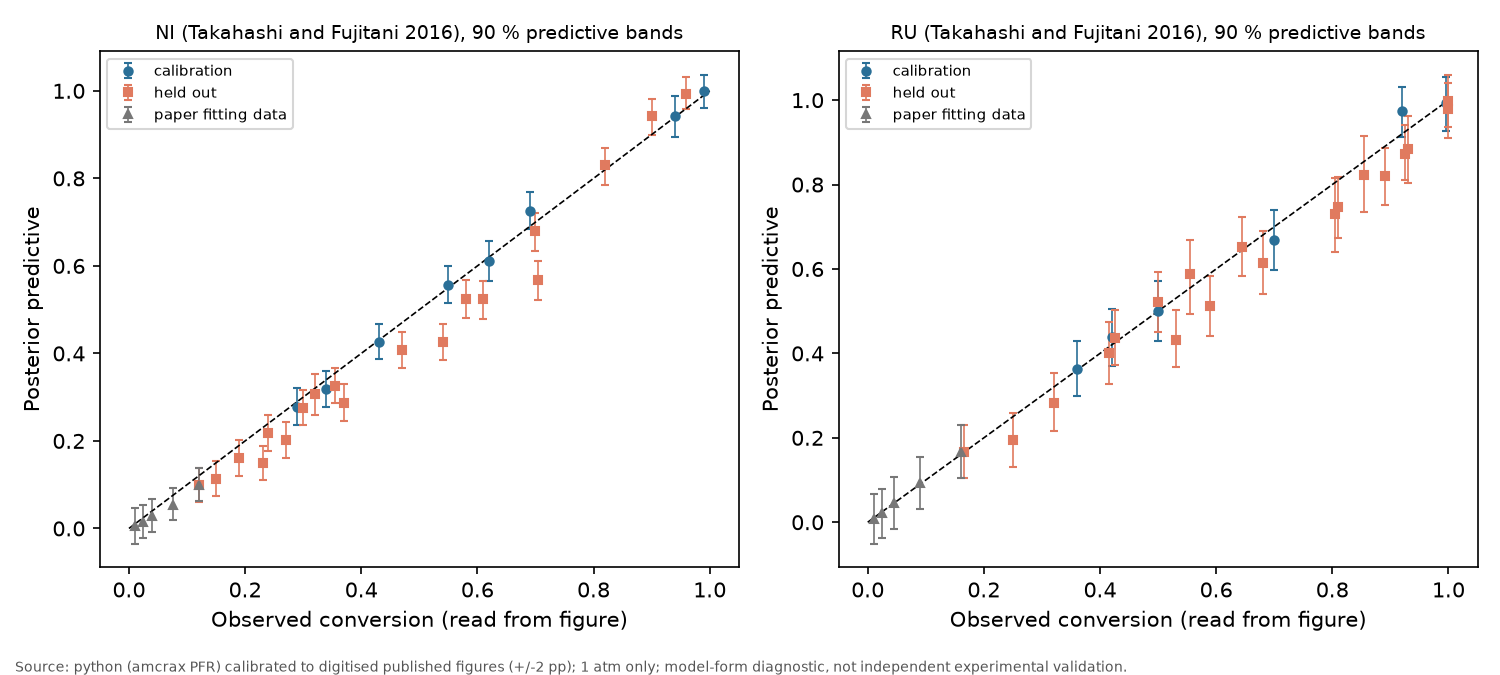 NI (Takahashi and Fujitani 2016), 90 % predictive bands
calibration
held out
paper fitting data
1.0
0.8
0.6
0.4
0.2
0.0
Posterior predictive
0.0 0.2 0.4 0.6 0.8 1.0
Observed conversion (read from figure)
RU (Takahashi and Fujitani 2016), 90 % predictive bands
calibration
held out
paper fitting data
1.0
0.8
0.6
0.4
0.2
0.0
Posterior predictive
0.0 0.2 0.4 0.6 0.8 1.0
Observed conversion (read from figure)
Source: python (amcrax PFR) calibrated to digitised published figures (+/-2 pp); 1 atm only; model-form diagnostic, not independent experimental validation.